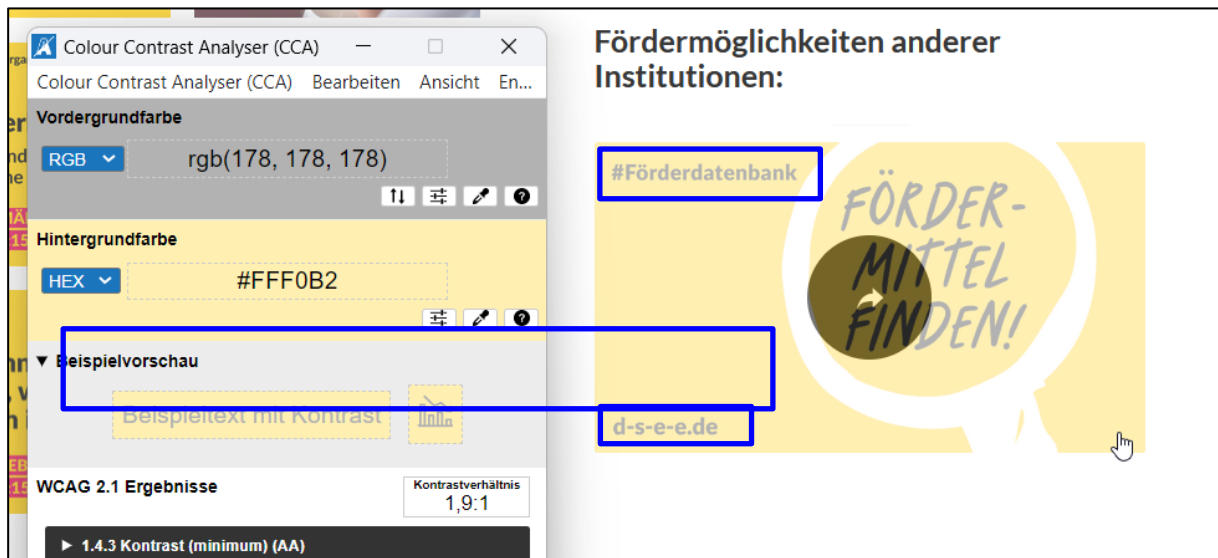 Colour Contrast Analyser (CCA)
Colour Contrast Analyser (CCA) Bearbeiten Ansicht En...
Vordergrundfarbe
RGB rgb(178, 178, 178)
Hintergrundfarbe
HEX #FFF0B2
Beispielvorschau
Beispieltext mit Kontrast
WCAG 2.1 Ergebnisse
Kontrastverhältnis
1,9:1
1.4.3 Kontrast (minimum) (AA)
Fördermöglichkeiten anderer
Institutionen:
#Förderdatenbank
FÖRDER-
MITTEL
FINDEN!
d-s-e-e.de